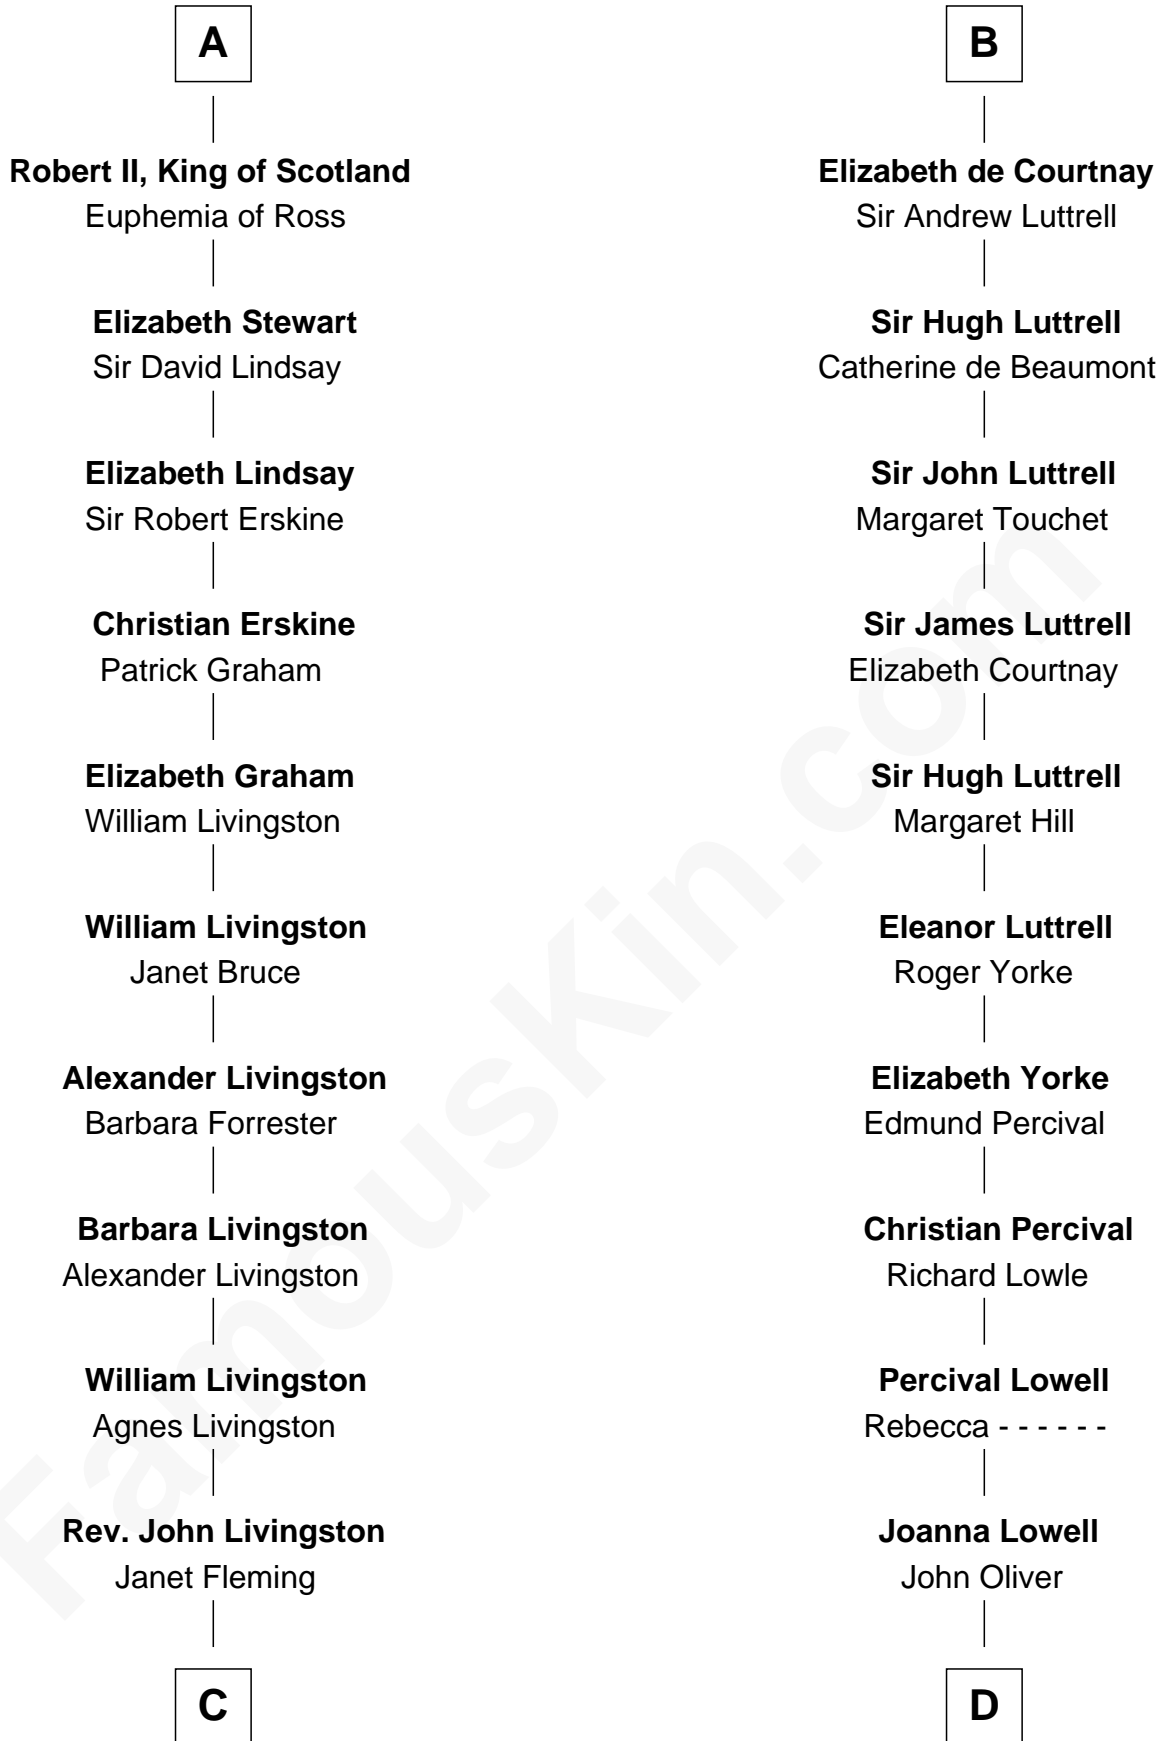 A
Robert II, King of Scotland
Euphemia of Ross
Elizabeth Stewart
Sir David Lindsay
Elizabeth Lindsay
Sir Robert Erskine
Christian Erskine
Patrick Graham
Elizabeth Graham
William Livingston
William Livingston
Janet Bruce
Alexander Livingston
Barbara Forrester
Barbara Livingston
Alexander Livingston
William Livingston
Agnes Livingston
Rev. John Livingston
Janet Fleming
C
B
Elizabeth de Courtnay
Sir Andrew Luttrell
Sir Hugh Luttrell
Catherine de Beaumont
Sir John Luttrell
Margaret Touchet
Sir James Luttrell
Elizabeth Courtnay
Sir Hugh Luttrell
Margaret Hill
Eleanor Luttrell
Roger Yorke
Elizabeth Yorke
Edmund Percival
Christian Percival
Richard Lowle
Percival Lowell
Rebecca - - - - - -
Joanna Lowell
John Oliver
D
FamousKin.com